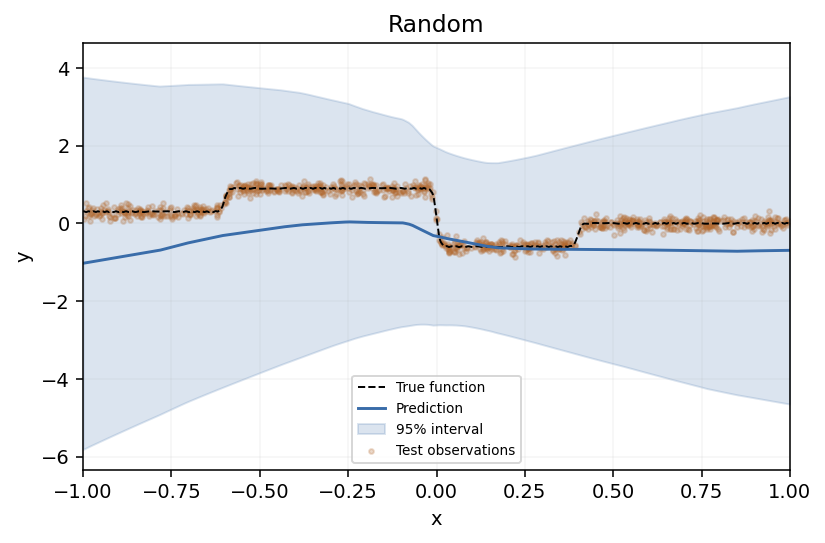 Random
4
2
0
−2
−4
−6
y
True function
Prediction
95% interval
Test observations
−1.00 −0.75 −0.50 −0.25 0.00 0.25 0.50 0.75 1.00
x